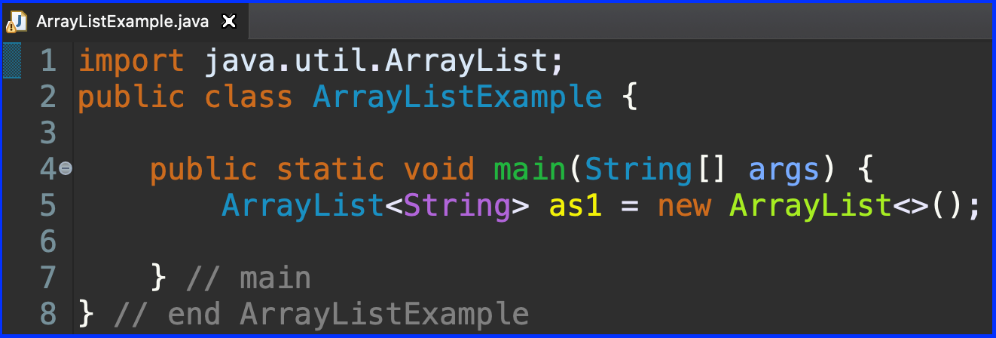 ArrayListExample.java
1 import java.util.ArrayList;
2 public class ArrayListExample {
3
4 public static void main(String[] args) {
5 ArrayList<String> as1 = new ArrayList<>();
6
7 } // main
8 } // end ArrayListExample